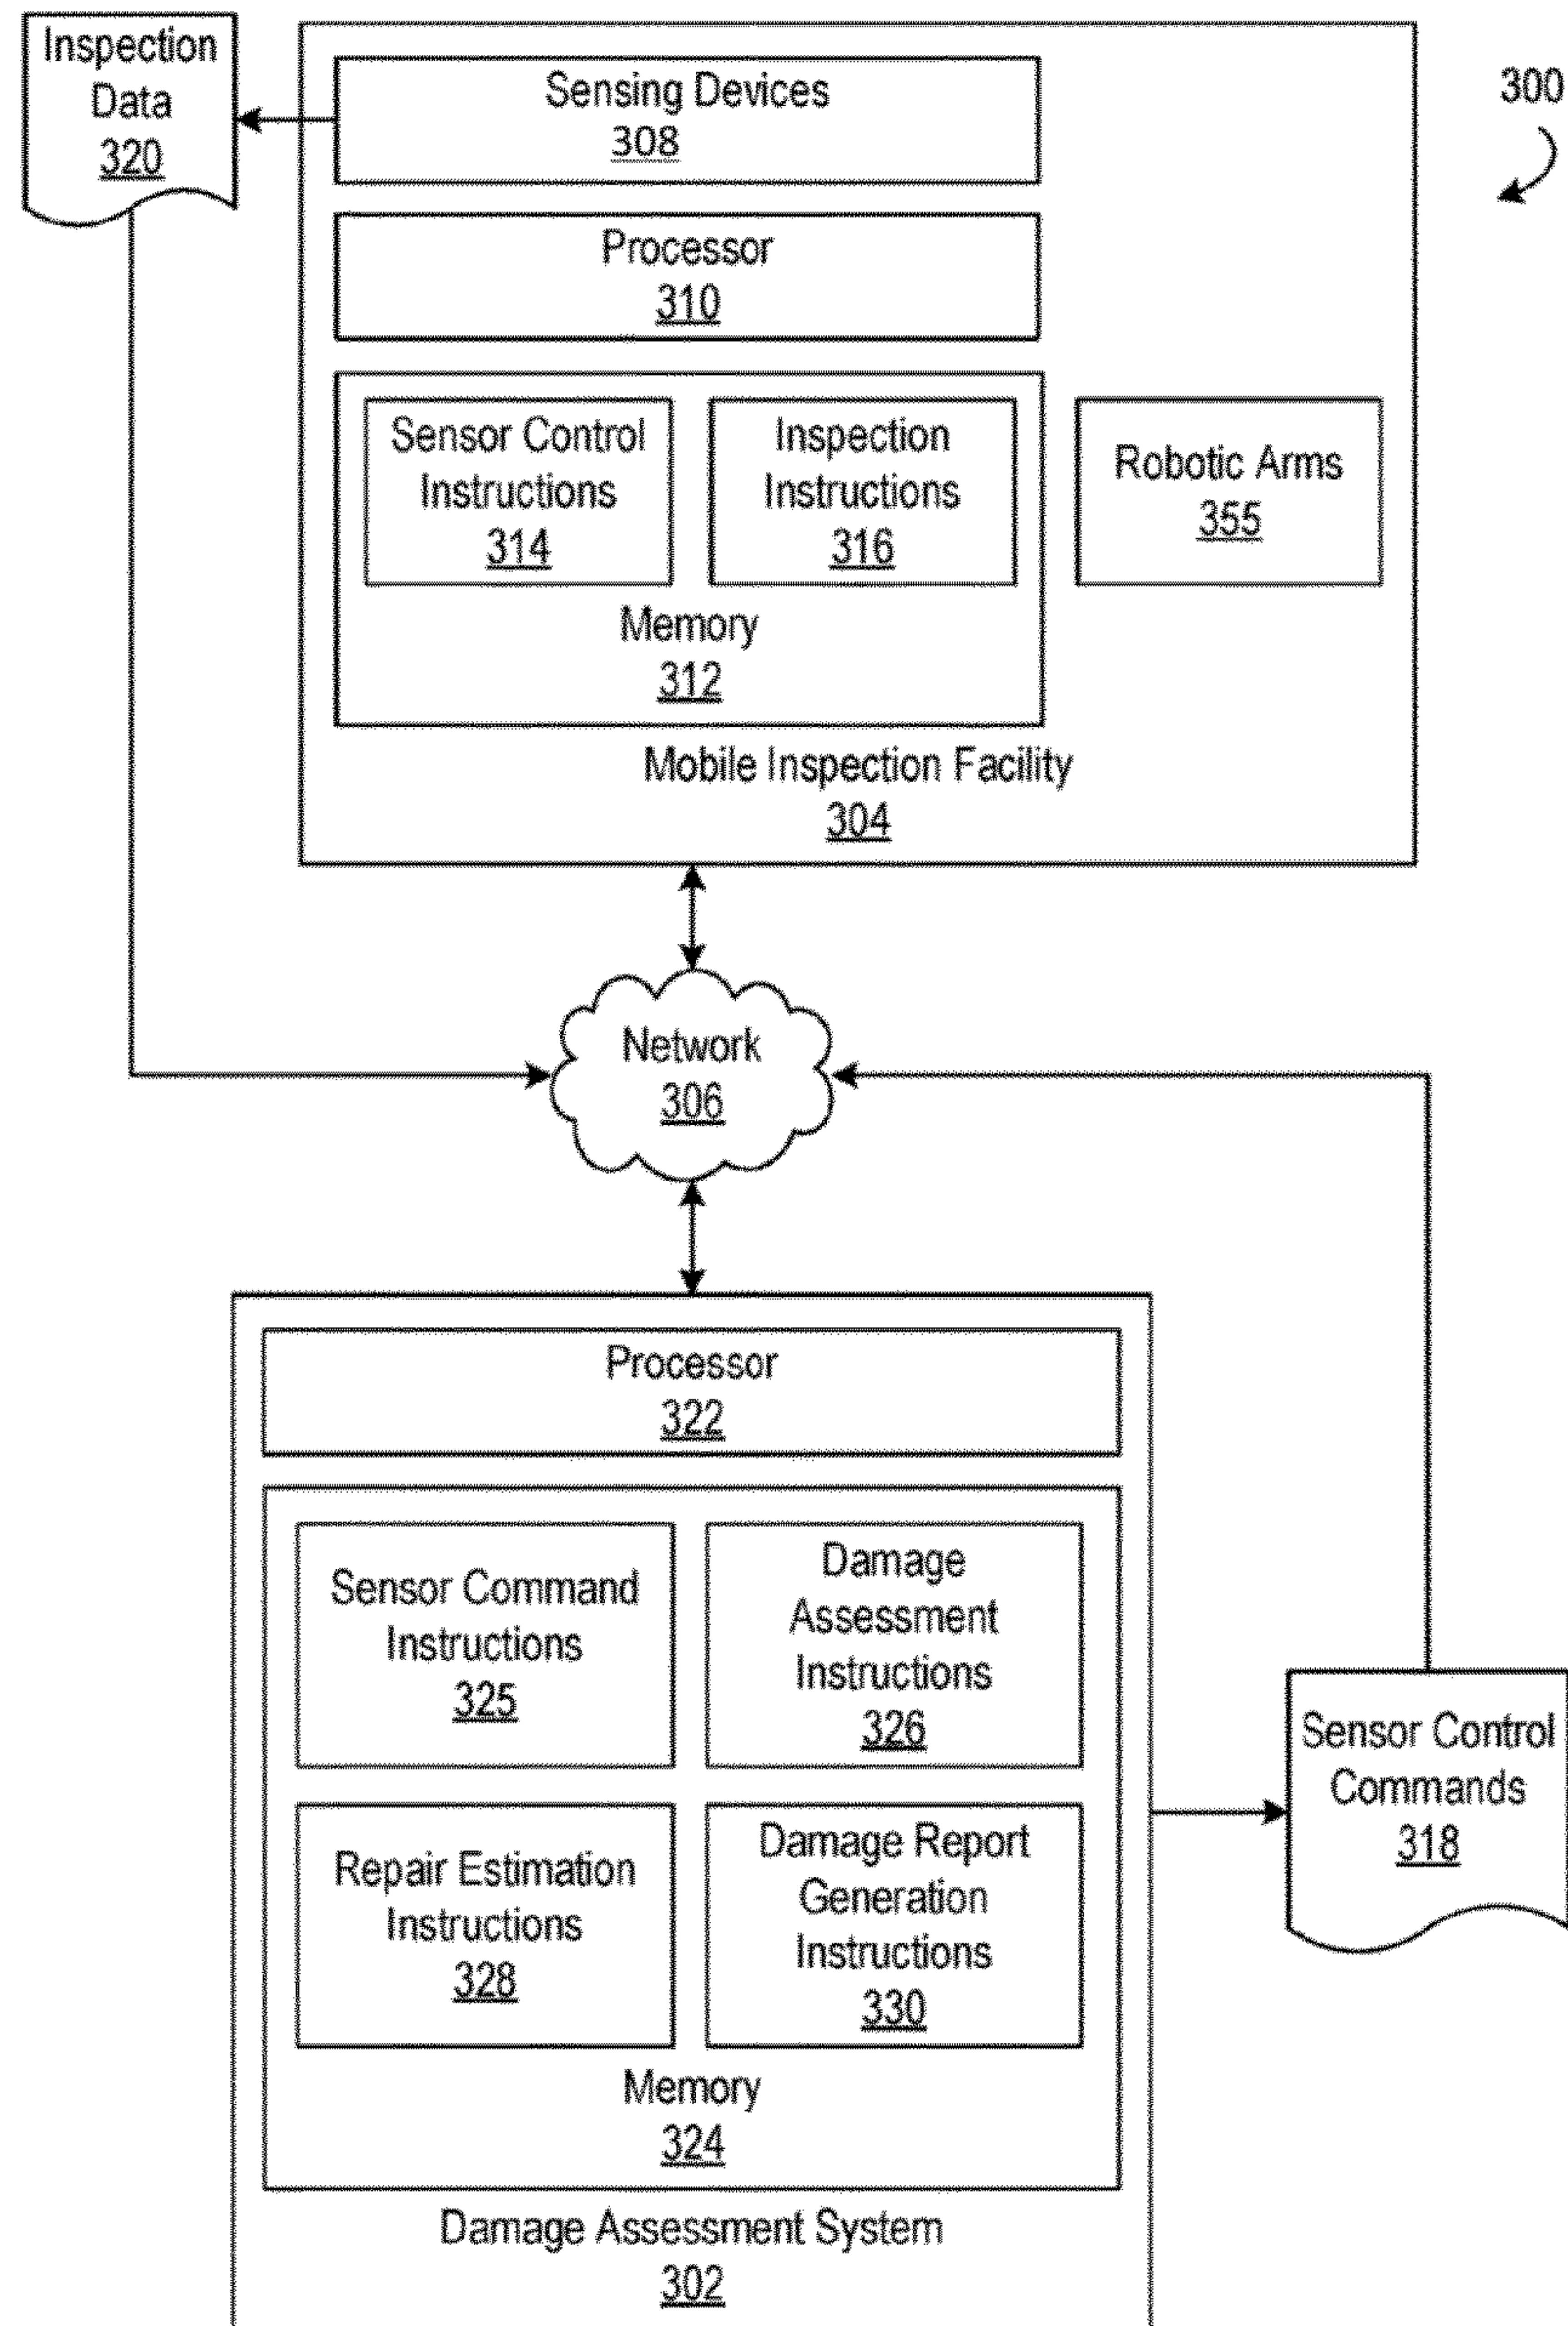 Inspection
Data
320
Sensing Devices
308
300
Processor
310
Sensor Control
Instructions
314
Inspection
Instructions
316
Robotic Arms
355
Memory
312
Mobile Inspection Facility
304
Network
306
Processor
322
Sensor Command
Instructions
325
Damage
Assessment
Instructions
326
Repair Estimation
Instructions
328
Damage Report
Generation
Instructions
330
Sensor Control
Commands
318
Memory
324
Damage Assessment System
302